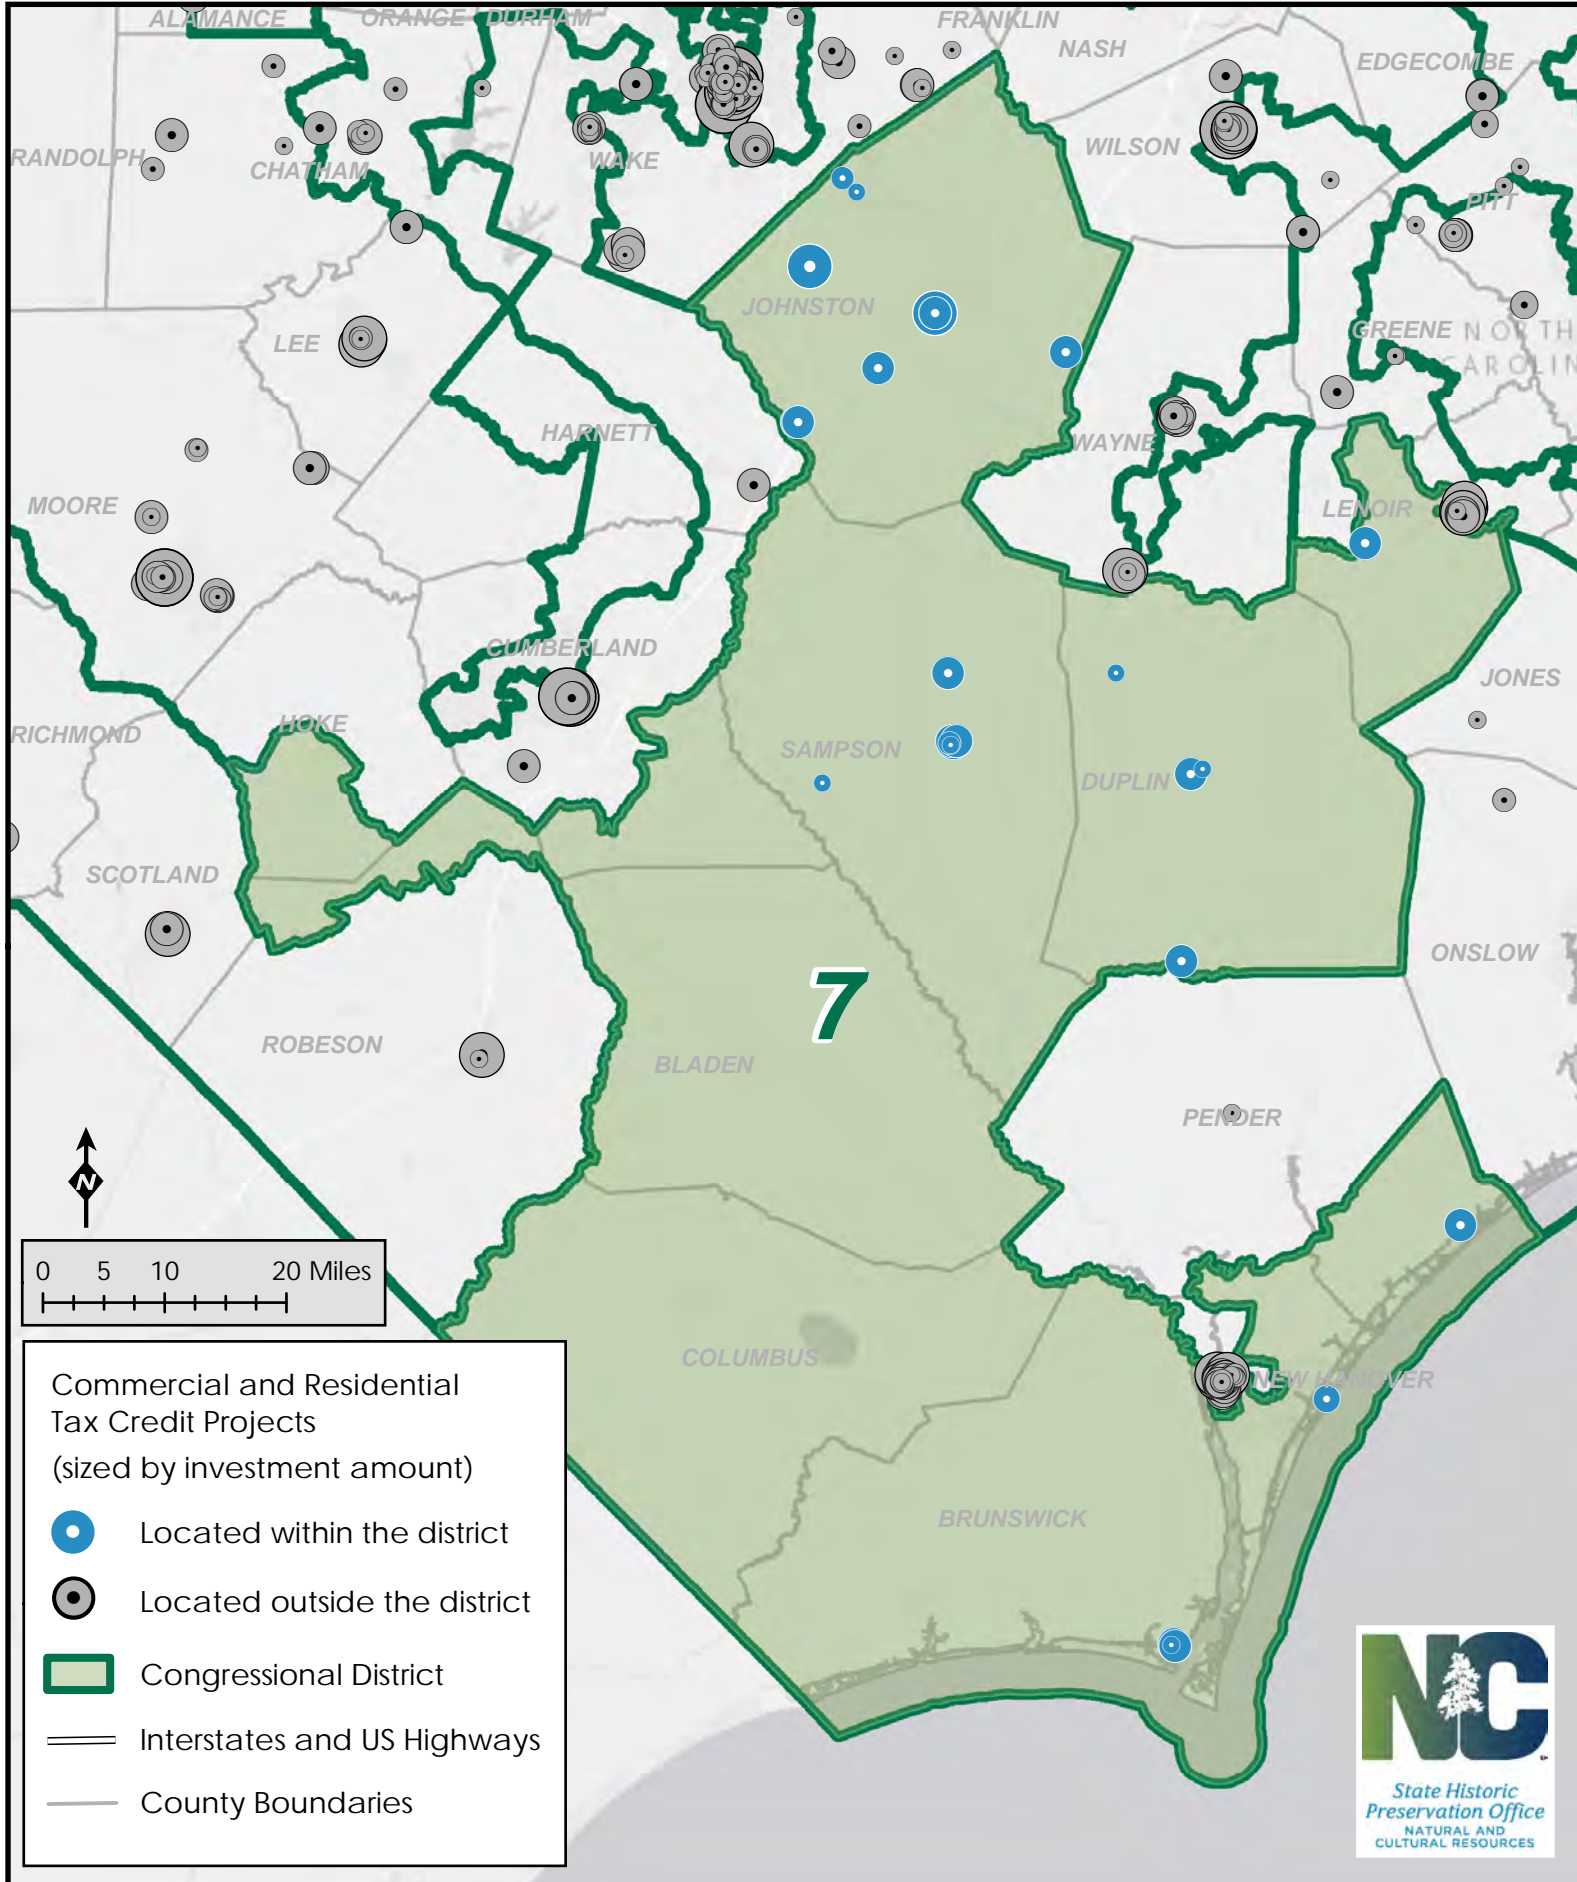 ALAMANCE
ORANGE
DURHAM
FRANKLIN
NASH
EDGECOMBE
RANDOLPH
CHATHAM
WAKE
WILSON
PITT
JOHNSTON
LEE
GREENE
NORTH
CAROLIN
HARNETT
WAYNE
MOORE
LENOIR
CUMBERLAND
JONES
RICHMOND
HOKE
SAMPSON
DUPLIN
SCOTLAND
ONSLOW
7
ROBESON
BLADEN
PENDER
N
0 5 10 20 Miles
COLUMBUS
NEW HANOVER
BRUNSWICK
Commercial and Residential
Tax Credit Projects
(sized by investment amount)
Located within the district
Located outside the district
Congressional District
Interstates and US Highways
County Boundaries
NC
State Historic
Preservation Office
NATURAL AND
CULTURAL RESOURCES